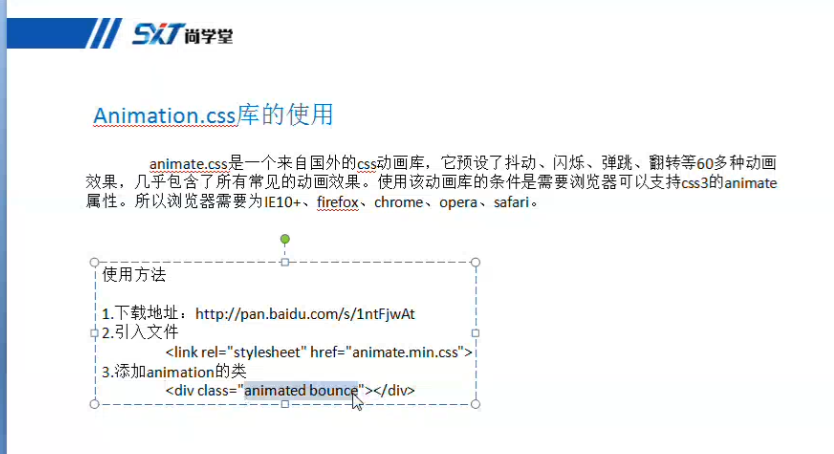 SXT尚学堂
Animation.css库的使用
animate.css是一个来自国外的css动画库，它预设了抖动、闪烁、弹跳、翻转等60多种动画
效果，几乎包含了所有常见的动画效果。使用该动画库的条件是需要浏览器可以支持css3的animate
属性。所以浏览器需要为IE10+、firefox、chrome、opera、safari。
使用方法
1.下载地址：http://pan.baidu.com/s/1ntFjwAt
2.引入文件
<link rel="stylesheet" href="animate.min.css">
3.添加animation的类
<div class="animated bounce"></div>